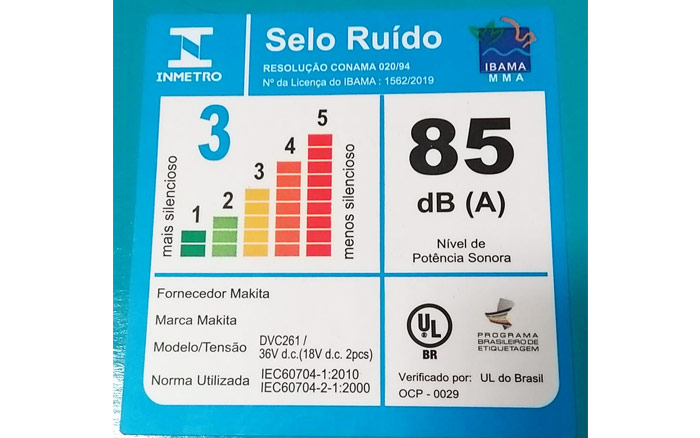 INMETRO
Selo Ruído
RESOLUÇÃO CONAMA 020/94
Nº da Licença do IBAMA : 1562/2019
IBAMA
MMA
3
mais silencioso
1
2
3
4
5
menos silencioso
85
dB (A)
Nível de
Potência Sonora
Fornecedor Makita
Marca Makita
Modelo/Tensão DVC261 /
36V d.c.(18V d.c. 2pcs)
Norma Utilizada IEC60704-1:2010
IEC60704-2-1:2000
UL
BR
PROGRAMA
BRASILEIRO DE
ETIQUETAGEM
Verificado por: UL do Brasil
OCP - 0029